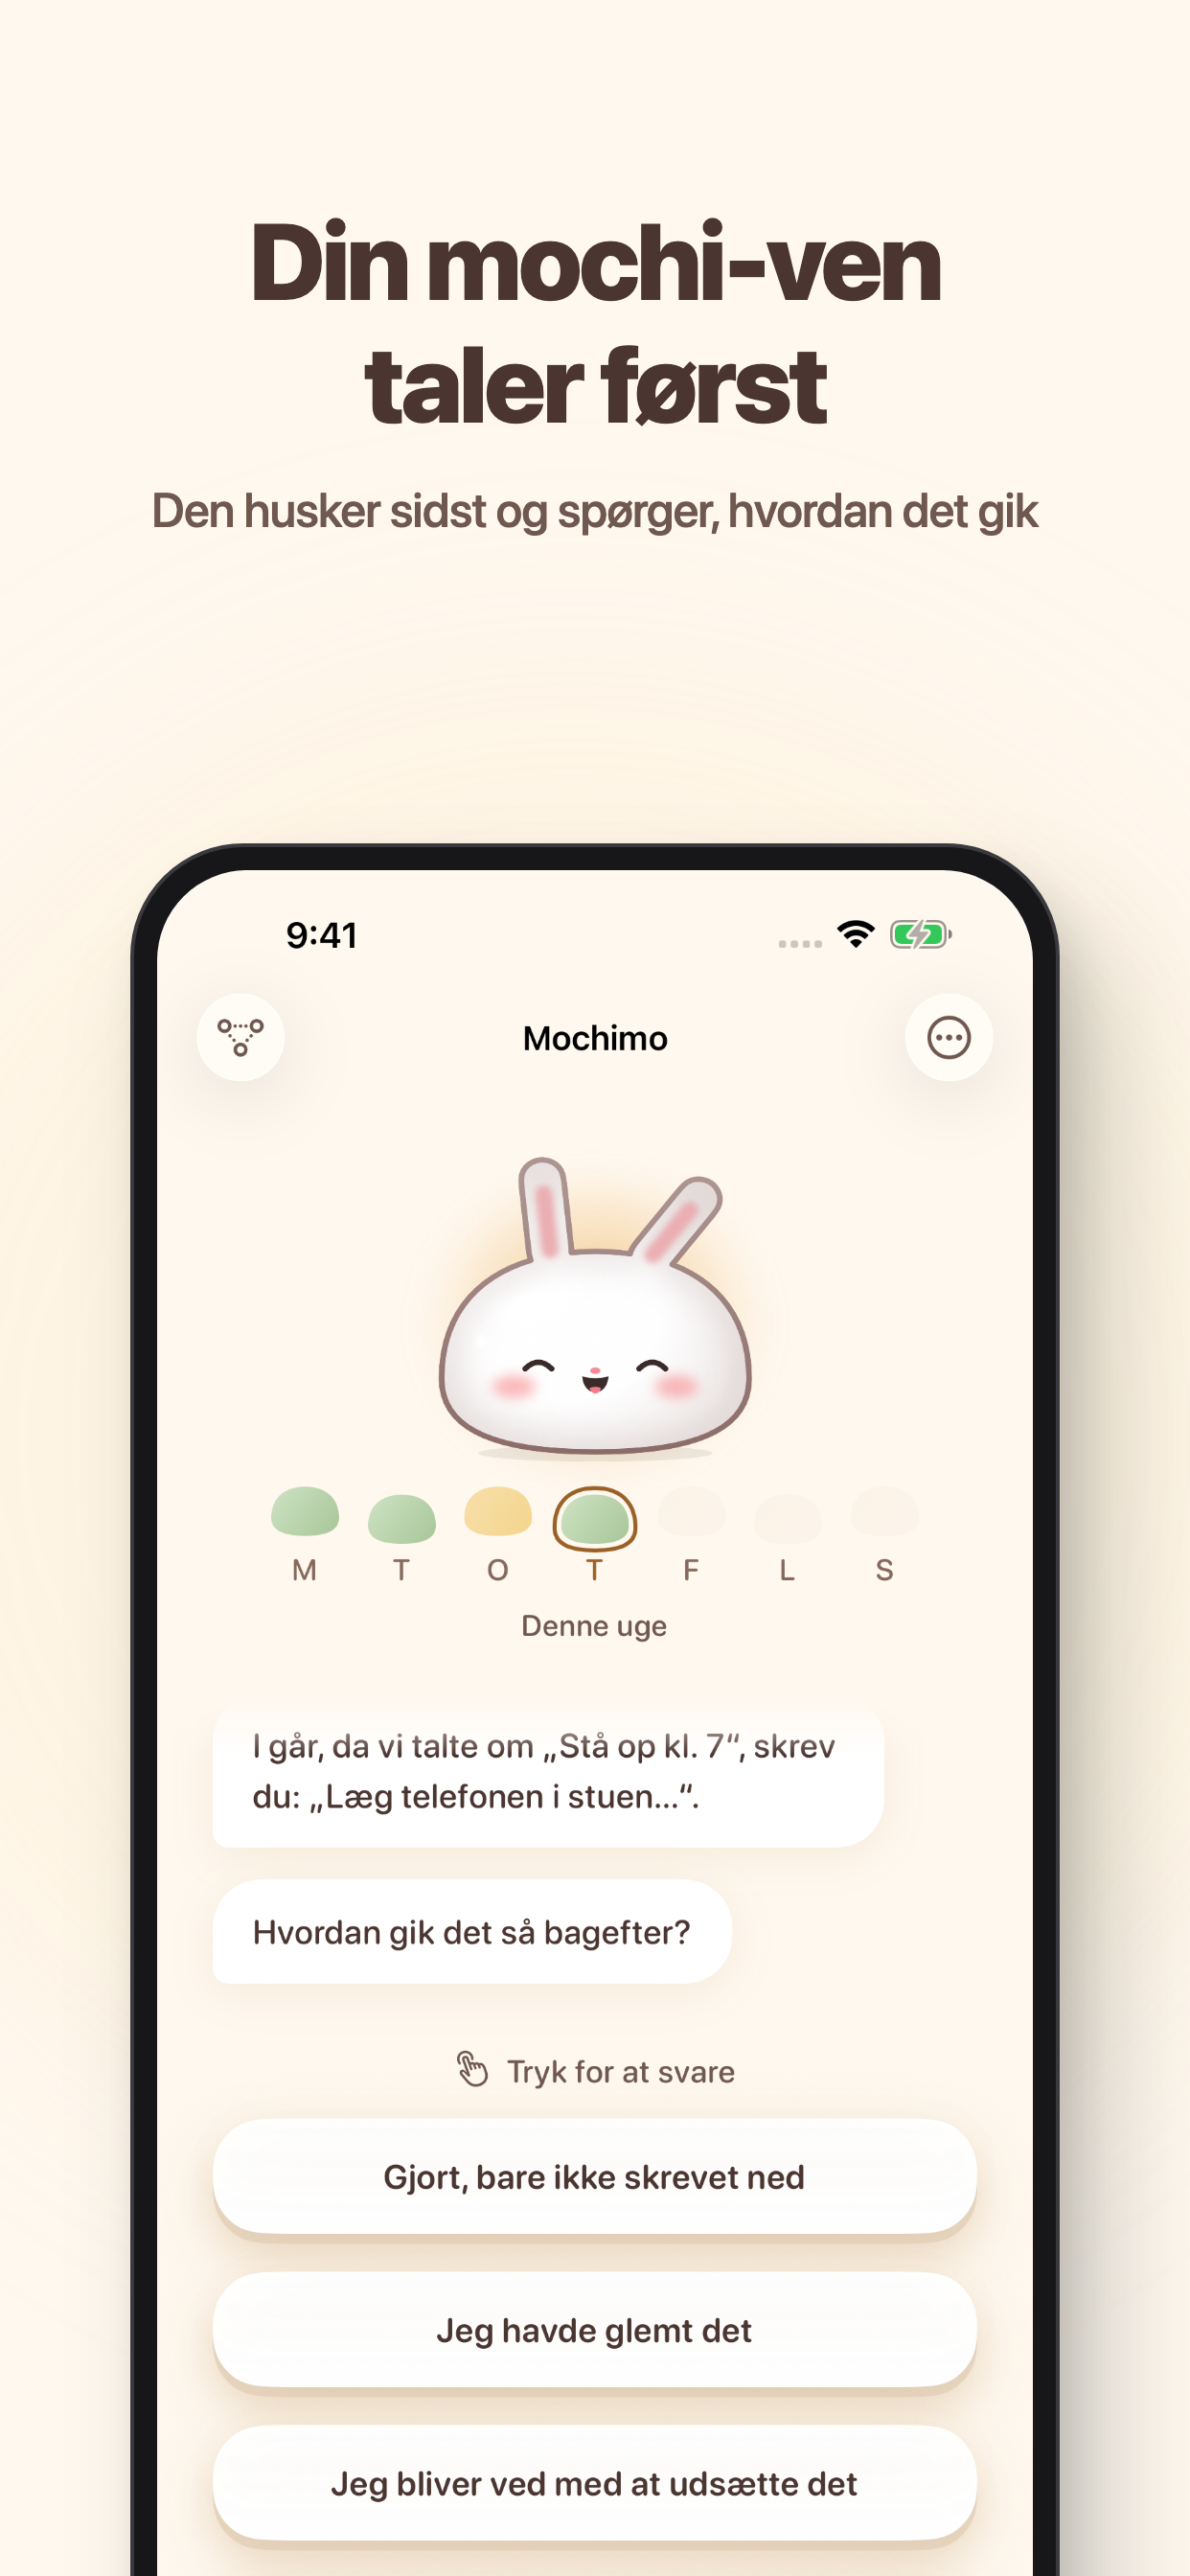 Din mochi-ven
taler først
Den husker sidst og spørger, hvordan det gik
9:41
Mochimo
M T O T F L S
Denne uge
I går, da vi talte om „Stå op kl. 7“, skrev
du: „Læg telefonen i stuen...“.
Hvordan gik det så bagefter?
Tryk for at svare
Gjort, bare ikke skrevet ned
Jeg havde glemt det
Jeg bliver ved med at udsætte det